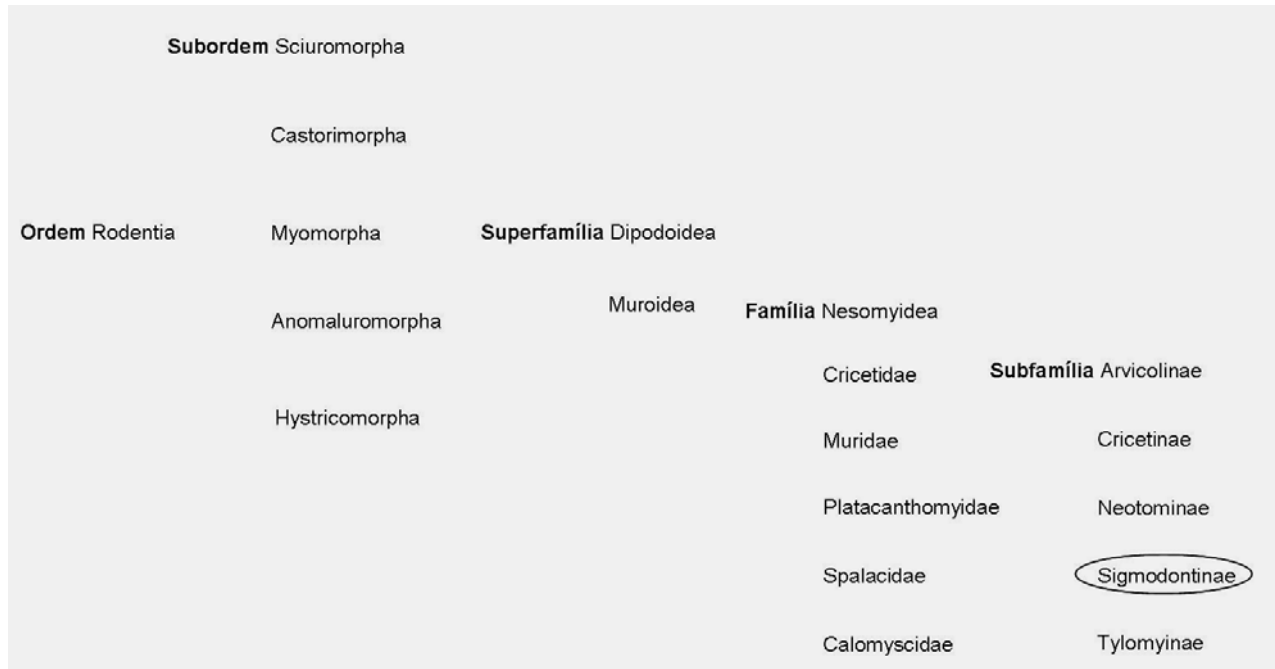 Subordem Sciuromorpha
Castorimorpha
Ordem Rodentia Myomorpha Superfamília Dipodoidea
Muroidea Família Nesomyidea
Anomaluromorpha
Cricetidae Subfamília Arvicolinae
Hystricomorpha
Muridae Cricetinae
Platacanthomyidae Neotominae
Spalacidae Sigmodontinae
Calomyscidae Tylomyinae